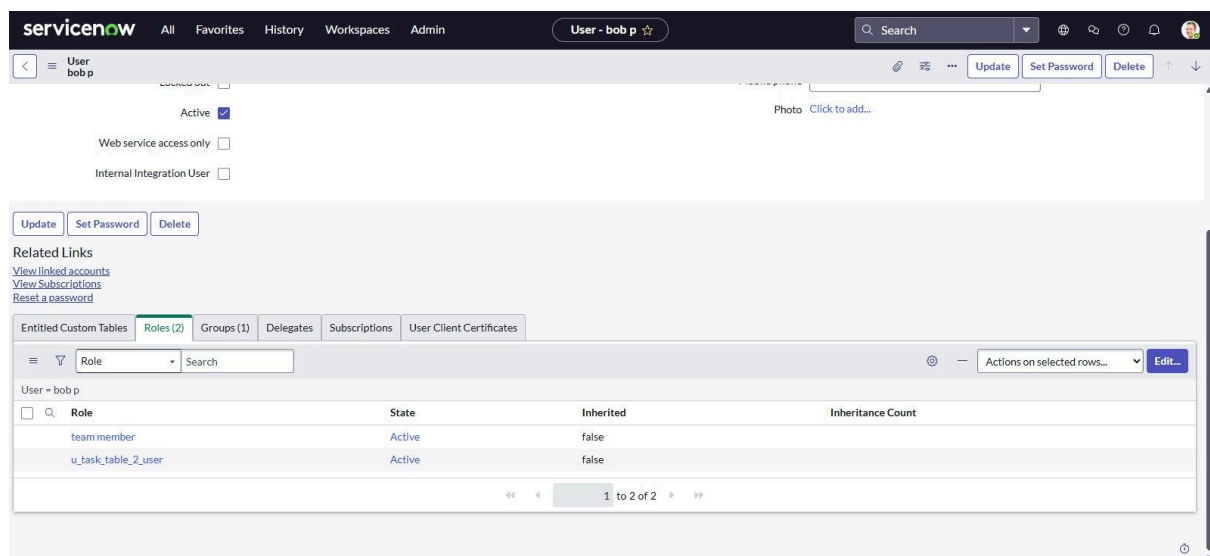 servicenow All Favorites History Workspaces Admin User - bob p Search
User
bob p
... Update Set Password Delete
Locked out
Active
Photo Click to add...
Web service access only
Internal Integration User
Update Set Password Delete
Related Links
View linked accounts
View Subscriptions
Reset a password
Entitled Custom Tables Roles (2) Groups (1) Delegates Subscriptions User Client Certificates
Role Search Actions on selected rows... Edit...
User = bob p
Role State Inherited Inheritance Count
team member Active false
u_task_table_2_user Active false
1 to 2 of 2